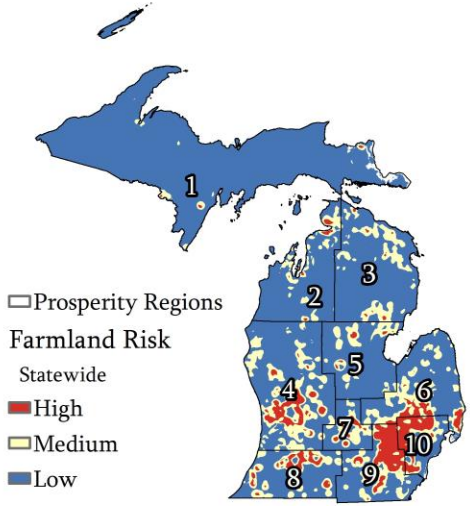 1
3
2
Prosperity Regions
Farmland Risk
5
Statewide
4
6
High
7
10
Medium
8
9
Low